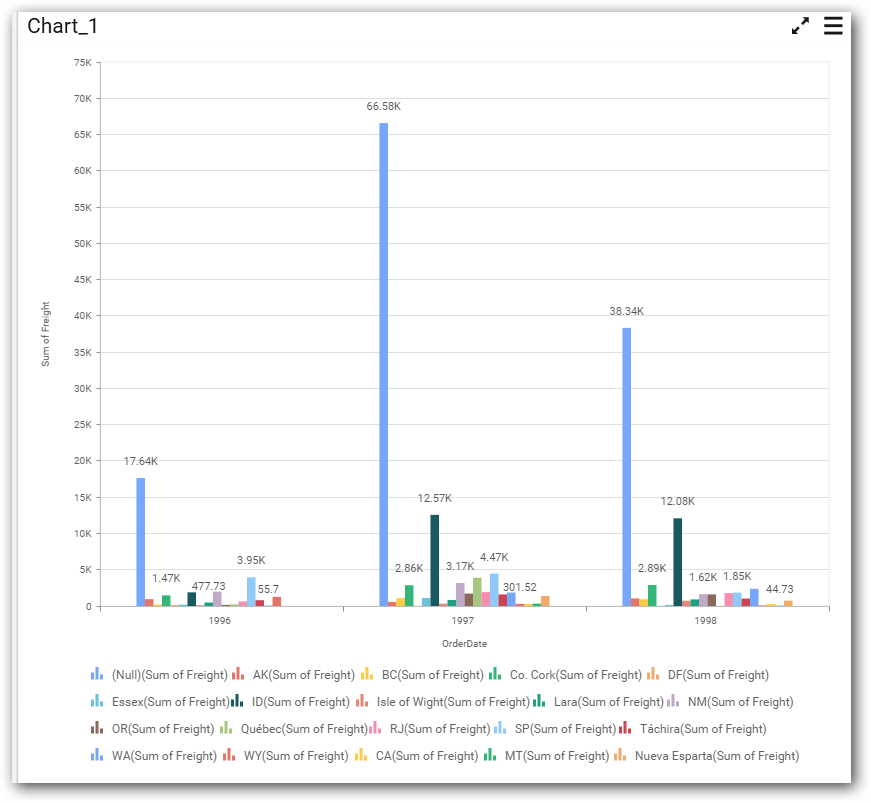 Chart_1
75K
70K
66.58K
65K
60K
55K
50K
45K
40K
38.34K
35K
30K
25K
20K
17.64K
15K
12.57K
12.08K
10K
5K
1.47K 477.73 3.95K 55.7
2.86K 3.17K 4.47K 301.52
2.89K 1.62K 1.85K 44.73
0
Sum of Freight
1996 1997 1998
OrderDate
(Null)(Sum of Freight) AK(Sum of Freight) BC(Sum of Freight) Co. Cork(Sum of Freight) DF(Sum of Freight)
Essex(Sum of Freight) ID(Sum of Freight) Isle of Wight(Sum of Freight) Lara(Sum of Freight) NM(Sum of Freight)
OR(Sum of Freight) Québec(Sum of Freight) RJ(Sum of Freight) SP(Sum of Freight) Táchira(Sum of Freight)
WA(Sum of Freight) WY(Sum of Freight) CA(Sum of Freight) MT(Sum of Freight) Nueva Esparta(Sum of Freight)